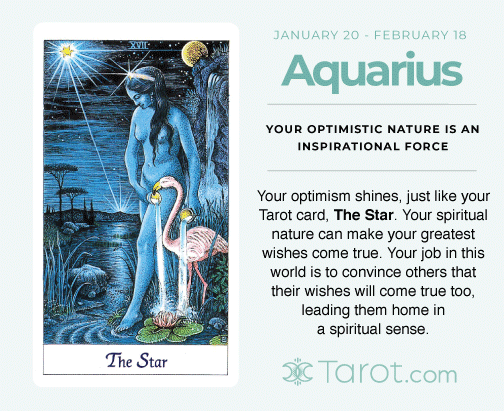 XVII
The Star
JANUARY 20 - FEBRUARY 18
Aquarius
YOUR OPTIMISTIC NATURE IS AN
INSPIRATIONAL FORCE
Your optimism shines, just like your
Tarot card, The Star. Your spiritual
nature can make your greatest
wishes come true. Your job in this
world is to convince others that
their wishes will come true too,
leading them home in
a spiritual sense.
Tarot.com